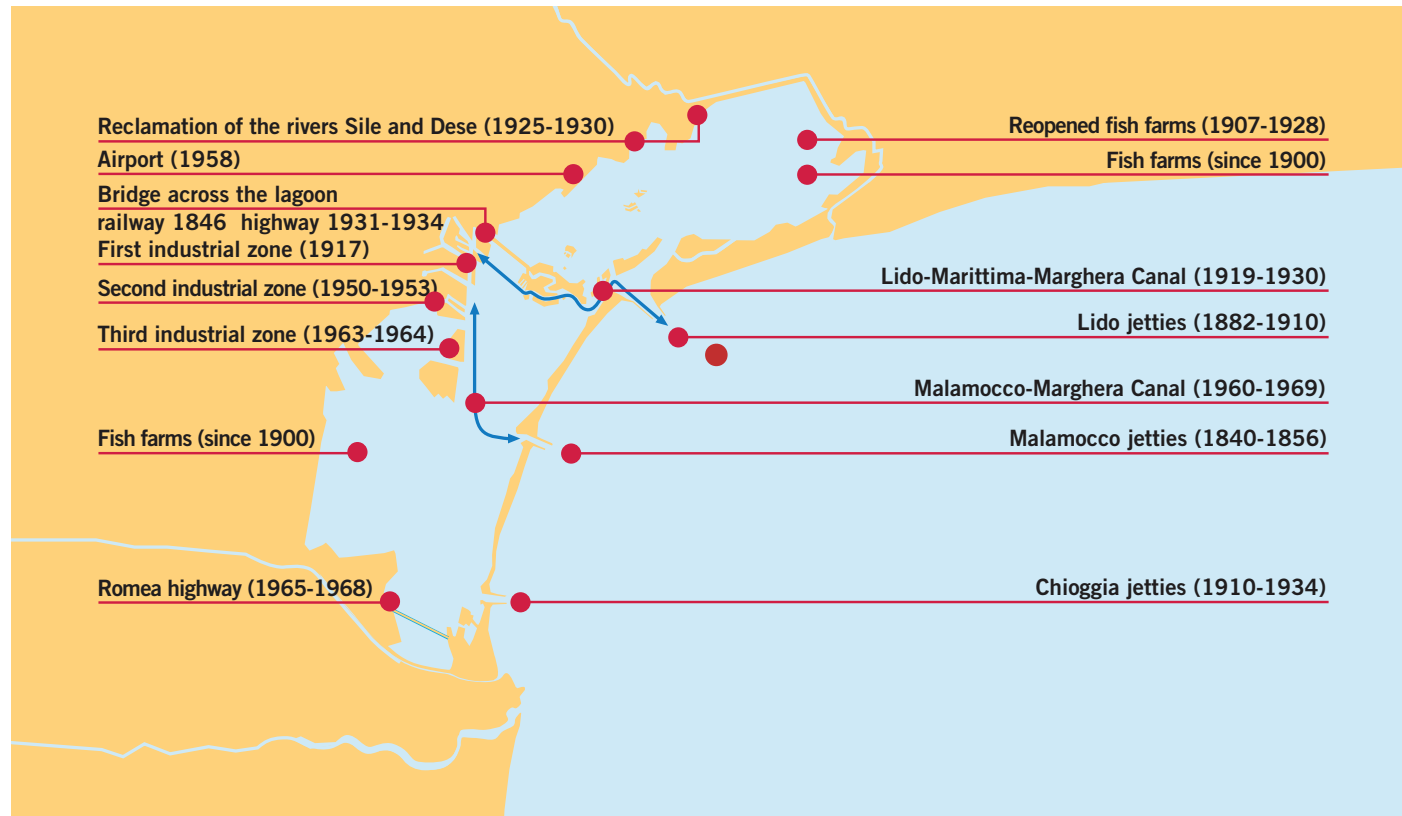 Reclamation of the rivers Sile and Dese (1925-1930)
Airport (1958)
Bridge across the lagoon
railway 1846 highway 1931-1934
First industrial zone (1917)
Second industrial zone (1950-1953)
Third industrial zone (1963-1964)
Fish farms (since 1900)
Romea highway (1965-1968)
Reopened fish farms (1907-1928)
Fish farms (since 1900)
Lido-Marittima-Marghera Canal (1919-1930)
Lido jetties (1882-1910)
Malamocco-Marghera Canal (1960-1969)
Malamocco jetties (1840-1856)
Chioggia jetties (1910-1934)